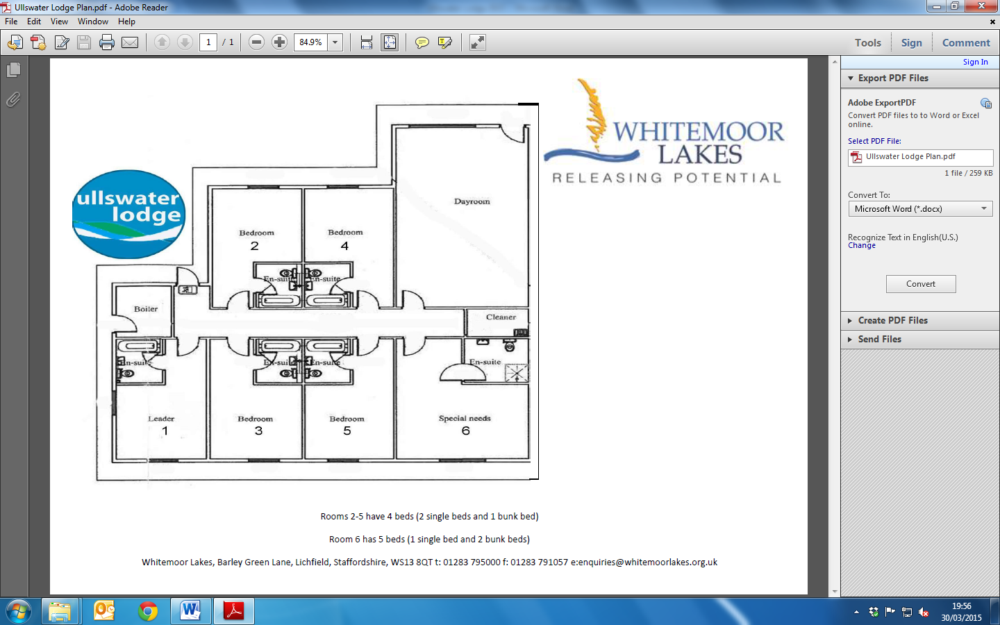 Ullswater Lodge Plan.pdf - Adobe Reader
File Edit View Window Help
1 / 1 84.9% Tools Sign Comment
Sign In
Export PDF Files
Adobe ExportPDF
Convert PDF files to to Word or Excel
online.
Select PDF File:
Ullswater Lodge Plan.pdf
1 file / 259 KB
Convert To:
Microsoft Word (*.docx)
Recognize Text in English(U.S.)
Change
Convert
Create PDF Files
Send Files
WHITEMOOR
LAKES
RELEASING POTENTIAL
ullswater
lodge
Dayroom
Bedroom
2
Bedroom
4
En-suite
En-suite
Boiler
Cleaner
En-suite
En-suite
En-suite
En-suite
Leader
1
Bedroom
3
Bedroom
5
Special needs
6
Rooms 2-5 have 4 beds (2 single beds and 1 bunk bed)
Room 6 has 5 beds (1 single bed and 2 bunk beds)
Whitemoor Lakes, Barley Green Lane, Lichfield, Staffordshire, WS13 8QT t: 01283 795000 f: 01283 791057 e:enquiries@whitemoorlakes.org.uk
19:56
30/03/2015